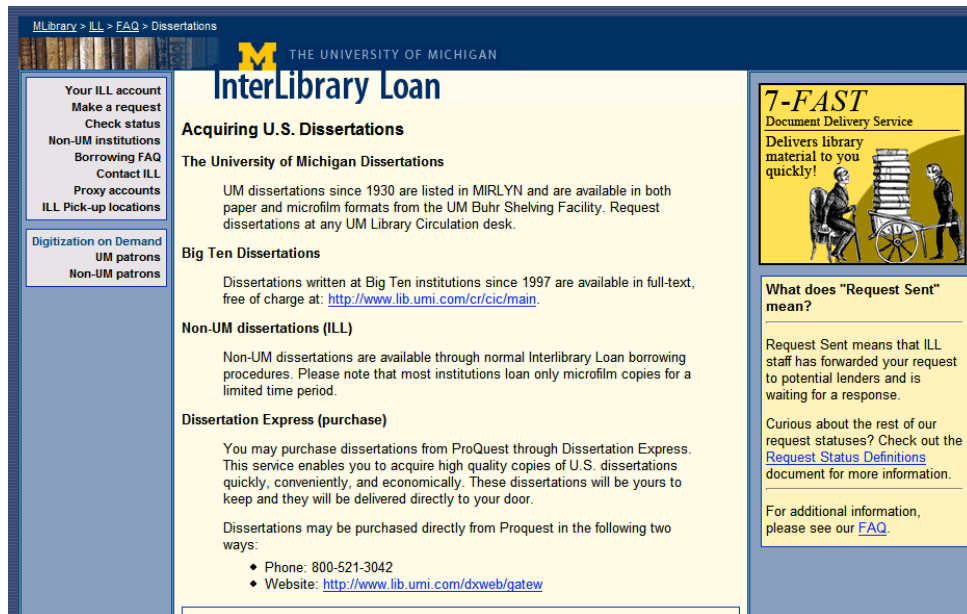 MLibrary > ILL > FAQ > Dissertations
M THE UNIVERSITY OF MICHIGAN
InterLibrary Loan
Your ILL account
Make a request
Check status
Non-UM institutions
Borrowing FAQ
Contact ILL
Proxy accounts
ILL Pick-up locations
Digitization on Demand
UM patrons
Non-UM patrons
Acquiring U.S. Dissertations
The University of Michigan Dissertations
UM dissertations since 1930 are listed in MIRLYN and are available in both
paper and microfilm formats from the UM Buhr Shelving Facility. Request
dissertations at any UM Library Circulation desk.
Big Ten Dissertations
Dissertations written at Big Ten institutions since 1997 are available in full-text,
free of charge at: http://www.lib.umi.com/cr/cic/main.
Non-UM dissertations (ILL)
Non-UM dissertations are available through normal Interlibrary Loan borrowing
procedures. Please note that most institutions loan only microfilm copies for a
limited time period.
Dissertation Express (purchase)
You may purchase dissertations from ProQuest through Dissertation Express.
This service enables you to acquire high quality copies of U.S. dissertations
quickly, conveniently, and economically. These dissertations will be yours to
keep and they will be delivered directly to your door.
Dissertations may be purchased directly from Proquest in the following two
ways:
◆ Phone: 800-521-3042
◆ Website: http://www.lib.umi.com/dxweb/gatew
7-FAST
Document Delivery Service
Delivers library
material to you
quickly!
What does "Request Sent"
mean?
Request Sent means that ILL
staff has forwarded your request
to potential lenders and is
waiting for a response.
Curious about the rest of our
request statuses? Check out the
Request Status Definitions
document for more information.
For additional information,
please see our FAQ.